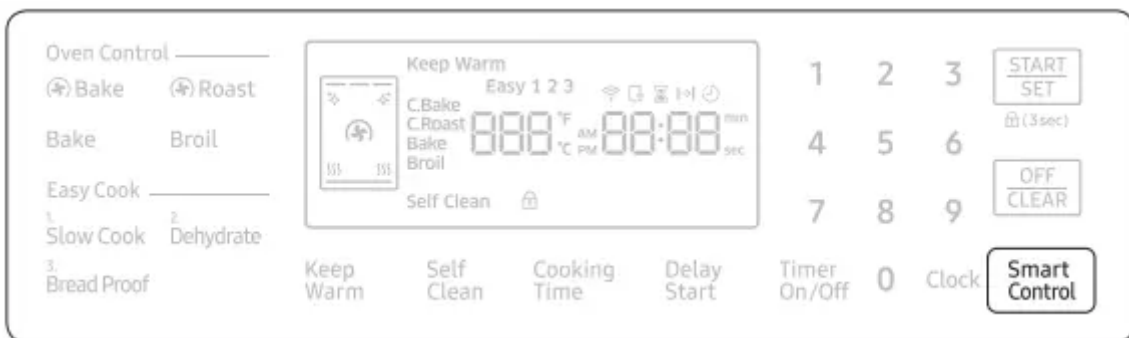 Oven Control
Bake Roast
Bake Broil
Easy Cook
1. Slow Cook 2. Dehydrate
3. Bread Proof
Keep Warm
Easy 1 2 3
C.Bake
C.Roast
Bake
Broil
888 °F °C AM PM 88:88 min sec
Self Clean
Keep Warm
Self Clean
Cooking Time
Delay Start
Timer On/Off
1 2 3
4 5 6
7 8 9
0
Clock
START
SET
(3sec)
OFF
CLEAR
Smart
Control